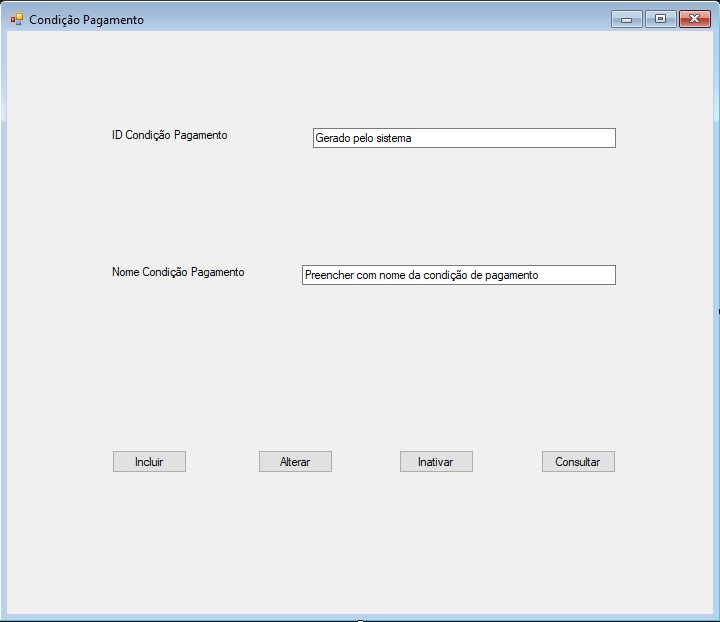 Condição Pagamento
ID Condição Pagamento
Gerado pelo sistema
Nome Condição Pagamento
Preencher com nome da condição de pagamento
Incluir
Alterar
Inativar
Consultar